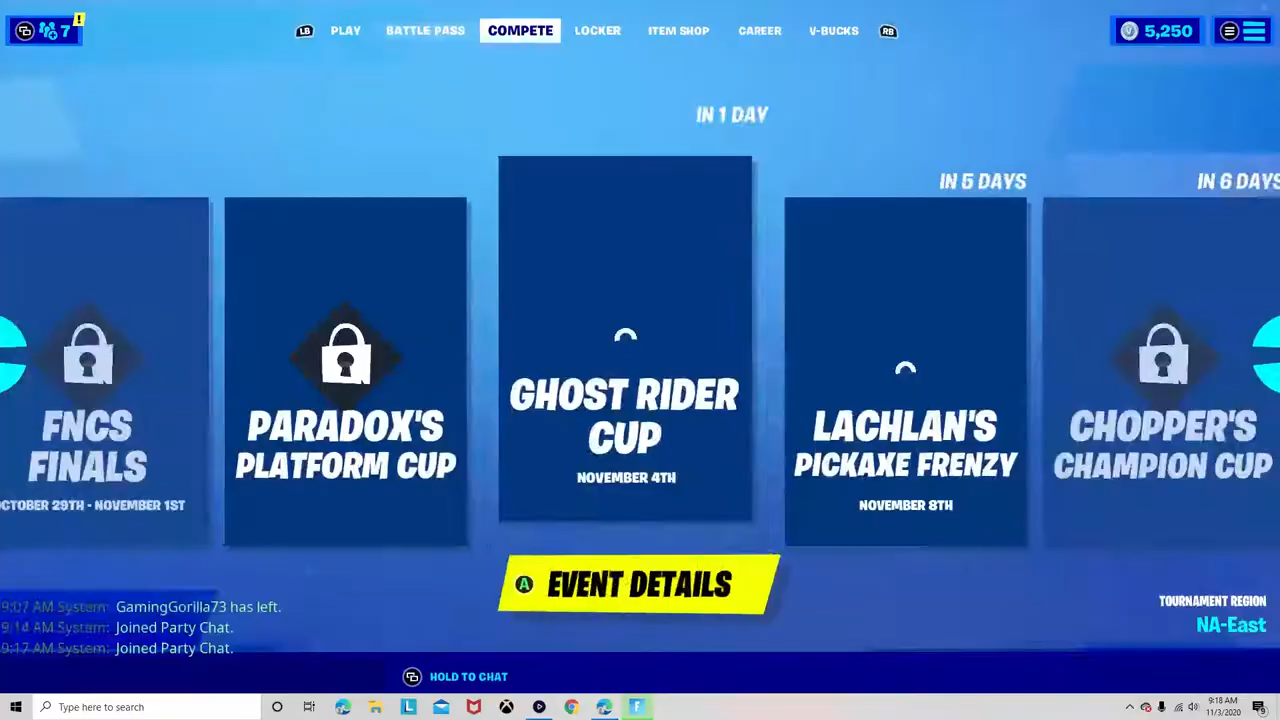 7
!
LB PLAY BATTLE PASS COMPETE LOCKER ITEM SHOP CAREER V-BUCKS RB
5,250
IN 1 DAY
IN 5 DAYS
IN 6 DAYS
FNCS
FINALS
OCTOBER 29TH - NOVEMBER 1ST
PARADOX'S
PLATFORM CUP
GHOST RIDER
CUP
NOVEMBER 4TH
LACHLAN'S
PICKAXE FRENZY
NOVEMBER 8TH
CHOPPER'S
CHAMPION CUP
A EVENT DETAILS
9:07 AM System: GamingGorilla73 has left.
9:14 AM System: Joined Party Chat.
9:17 AM System: Joined Party Chat.
TOURNAMENT REGION
NA-East
HOLD TO CHAT
Type here to search
L
F
9:18 AM
11/3/2020
9